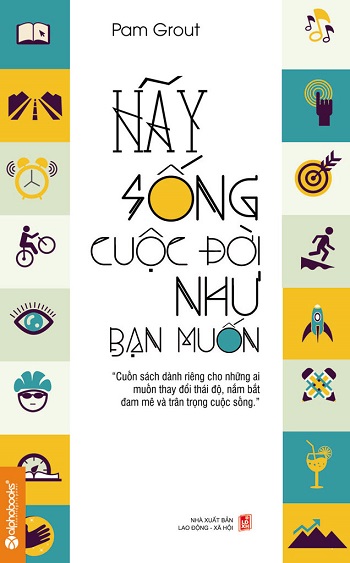 Pam Grout
HÃY
SỐNG
CUỘC ĐỜI
NHƯ
BẠN MUỐN
“Cuốn sách dành riêng cho những ai
muốn thay đổi thái độ, nắm bắt
đam mê và trân trọng cuộc sống.”
NHÀ XUẤT BẢN
LAO ĐỘNG - XÃ HỘI
alphabooks